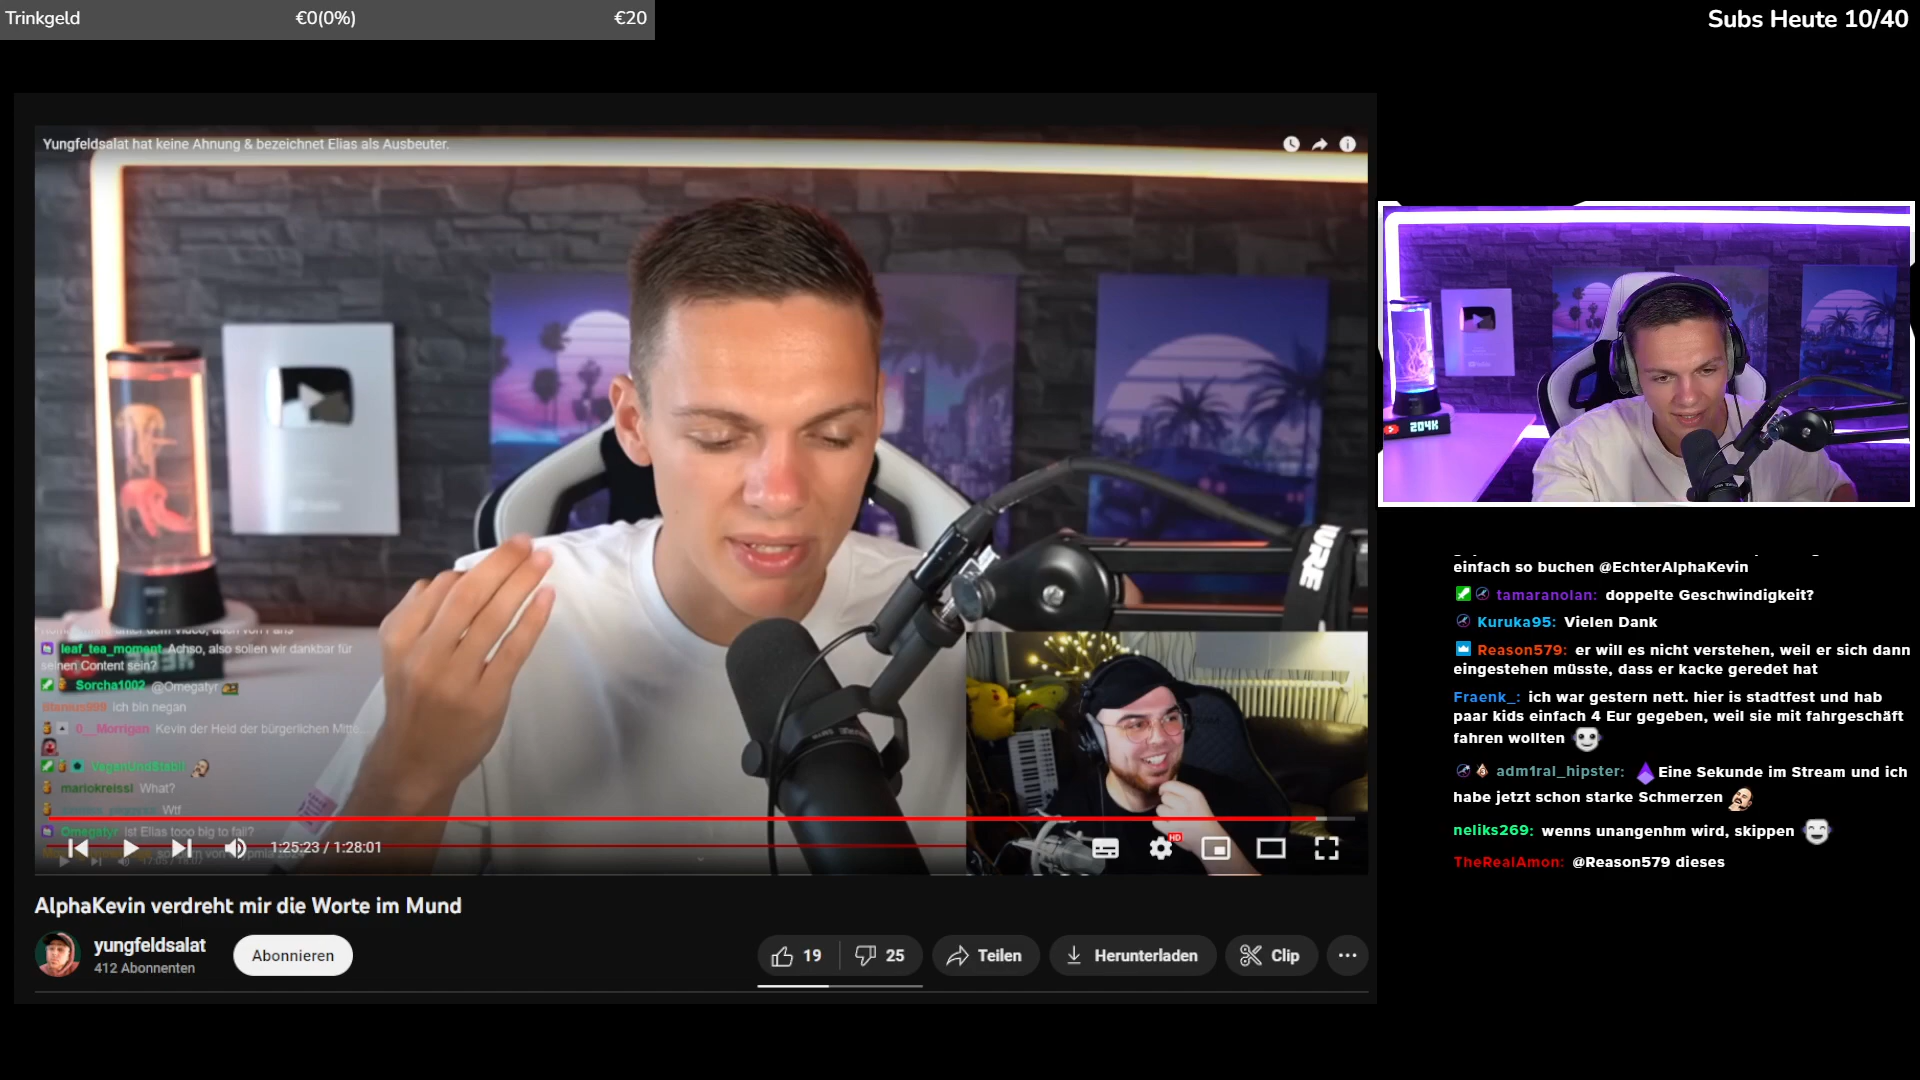 Trinkgeld €0(0%) €20
Subs Heute 10/40
Yungfeldsalat hat keine Ahnung & bezeichnet Elias als Ausbeuter.
204K
SHURE
leaf_tea_moment Achso, also sollen wir dankbar für
seinen Content sein?
Sorcha1002 @Omegatyr
ich bin negan
0__Morrigan Kevin der Held der bürgerlichen Mitte...
VeganUndStabil
mariokreissl What?
Wtf
Omegatyr Ist Elias tooo big to fail?
1:25:23 / 1:28:01
HD
AlphaKevin verdreht mir die Worte im Mund
yungfeldsalat
412 Abonnenten
Abonnieren
19
25
Teilen
Herunterladen
Clip
einfach so buchen @EchterAlphaKevin
tamaranolan: doppelte Geschwindigkeit?
Kuruka95: Vielen Dank
Reason579: er will es nicht verstehen, weil er sich dann
eingestehen müsste, dass er kacke geredet hat
Fraenk_: ich war gestern nett. hier is stadtfest und hab
paar kids einfach 4 Eur gegeben, weil sie mit fahrgeschäft
fahren wollten
adm1ral_hipster: Eine Sekunde im Stream und ich
habe jetzt schon starke Schmerzen
neliks269: wenns unangenhm wird, skippen
TheRealAmon: @Reason579 dieses